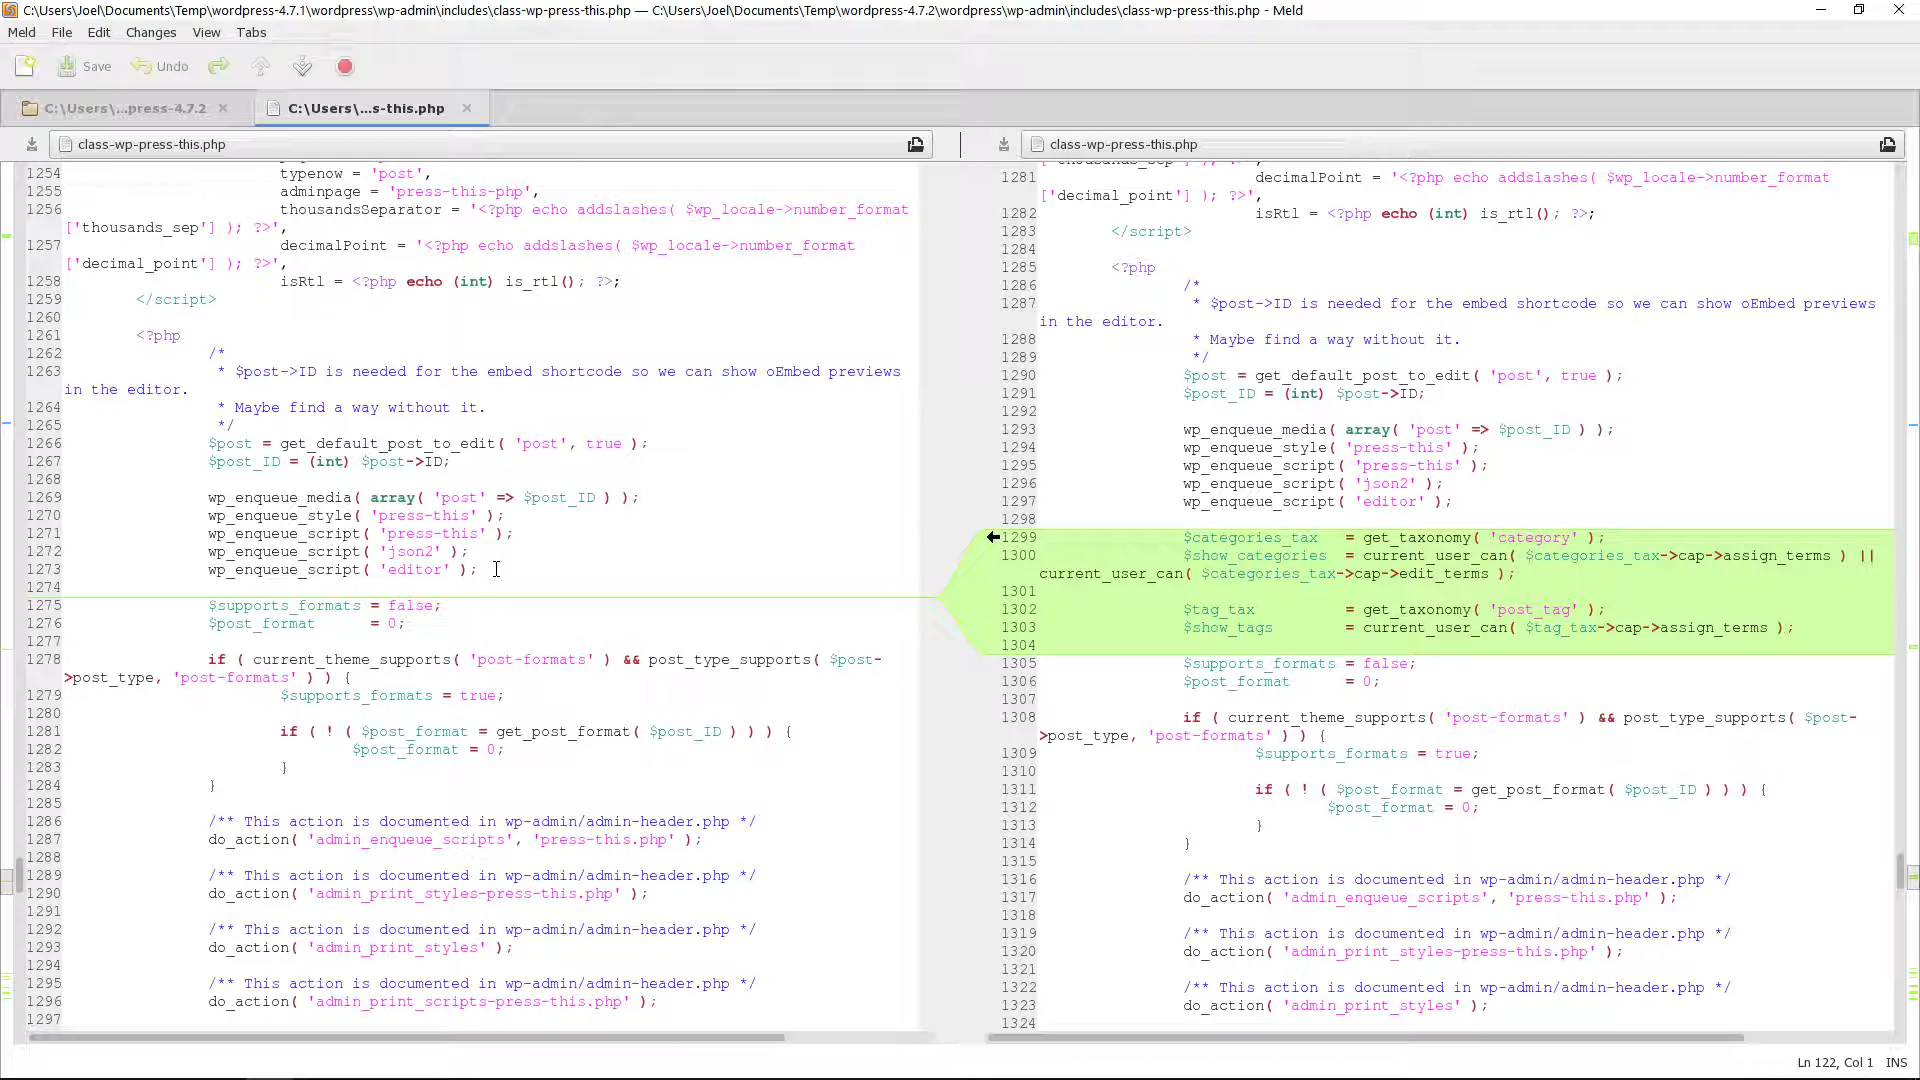 C:\Users\Joel\Documents\Temp\wordpress-4.7.1\wordpress\wp-admin\includes\class-wp-press-this.php — C:\Users\Joel\Documents\Temp\wordpress-4.7.2\wordpress\wp-admin\includes\class-wp-press-this.php - Meld
Meld File Edit Changes View Tabs
Save Undo
C:\Users\...press-4.7.2 C:\Users\...s-this.php
class-wp-press-this.php
1254 typenow = 'post',
1255 adminpage = 'press-this-php',
1256 thousandsSeparator = '<?php echo addslashes( $wp_locale->number_format
['thousands_sep'] ); ?>',
1257 decimalPoint = '<?php echo addslashes( $wp_locale->number_format
['decimal_point'] ); ?>',
1258 isRtl = <?php echo (int) is_rtl(); ?>;
1259 </script>
1260
1261 <?php
1262 /*
1263 * $post->ID is needed for the embed shortcode so we can show oEmbed previews
in the editor.
1264 * Maybe find a way without it.
1265 */
1266 $post = get_default_post_to_edit( 'post', true );
1267 $post_ID = (int) $post->ID;
1268
1269 wp_enqueue_media( array( 'post' => $post_ID ) );
1270 wp_enqueue_style( 'press-this' );
1271 wp_enqueue_script( 'press-this' );
1272 wp_enqueue_script( 'json2' );
1273 wp_enqueue_script( 'editor' );
1274
1275 $supports_formats = false;
1276 $post_format = 0;
1277
1278 if ( current_theme_supports( 'post-formats' ) && post_type_supports( $post-
>post_type, 'post-formats' ) ) {
1279 $supports_formats = true;
1280
1281 if ( ! ( $post_format = get_post_format( $post_ID ) ) ) {
1282 $post_format = 0;
1283 }
1284 }
1285
1286 /** This action is documented in wp-admin/admin-header.php */
1287 do_action( 'admin_enqueue_scripts', 'press-this.php' );
1288
1289 /** This action is documented in wp-admin/admin-header.php */
1290 do_action( 'admin_print_styles-press-this.php' );
1291
1292 /** This action is documented in wp-admin/admin-header.php */
1293 do_action( 'admin_print_styles' );
1294
1295 /** This action is documented in wp-admin/admin-header.php */
1296 do_action( 'admin_print_scripts-press-this.php' );
1297
class-wp-press-this.php
['thousands_sep'] ); ?>',
1281 decimalPoint = '<?php echo addslashes( $wp_locale->number_format
['decimal_point'] ); ?>',
1282 isRtl = <?php echo (int) is_rtl(); ?>;
1283 </script>
1284
1285 <?php
1286 /*
1287 * $post->ID is needed for the embed shortcode so we can show oEmbed previews
in the editor.
1288 * Maybe find a way without it.
1289 */
1290 $post = get_default_post_to_edit( 'post', true );
1291 $post_ID = (int) $post->ID;
1292
1293 wp_enqueue_media( array( 'post' => $post_ID ) );
1294 wp_enqueue_style( 'press-this' );
1295 wp_enqueue_script( 'press-this' );
1296 wp_enqueue_script( 'json2' );
1297 wp_enqueue_script( 'editor' );
1298
1299 $categories_tax = get_taxonomy( 'category' );
1300 $show_categories = current_user_can( $categories_tax->cap->assign_terms ) ||
current_user_can( $categories_tax->cap->edit_terms );
1301
1302 $tag_tax = get_taxonomy( 'post_tag' );
1303 $show_tags = current_user_can( $tag_tax->cap->assign_terms );
1304
1305 $supports_formats = false;
1306 $post_format = 0;
1307
1308 if ( current_theme_supports( 'post-formats' ) && post_type_supports( $post-
>post_type, 'post-formats' ) ) {
1309 $supports_formats = true;
1310
1311 if ( ! ( $post_format = get_post_format( $post_ID ) ) ) {
1312 $post_format = 0;
1313 }
1314 }
1315
1316 /** This action is documented in wp-admin/admin-header.php */
1317 do_action( 'admin_enqueue_scripts', 'press-this.php' );
1318
1319 /** This action is documented in wp-admin/admin-header.php */
1320 do_action( 'admin_print_styles-press-this.php' );
1321
1322 /** This action is documented in wp-admin/admin-header.php */
1323 do_action( 'admin_print_styles' );
1324
Ln 122, Col 1 INS